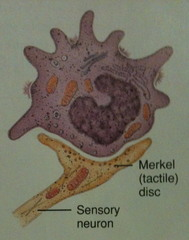 Merkel
(tactile)
disc
Sensory
neuron